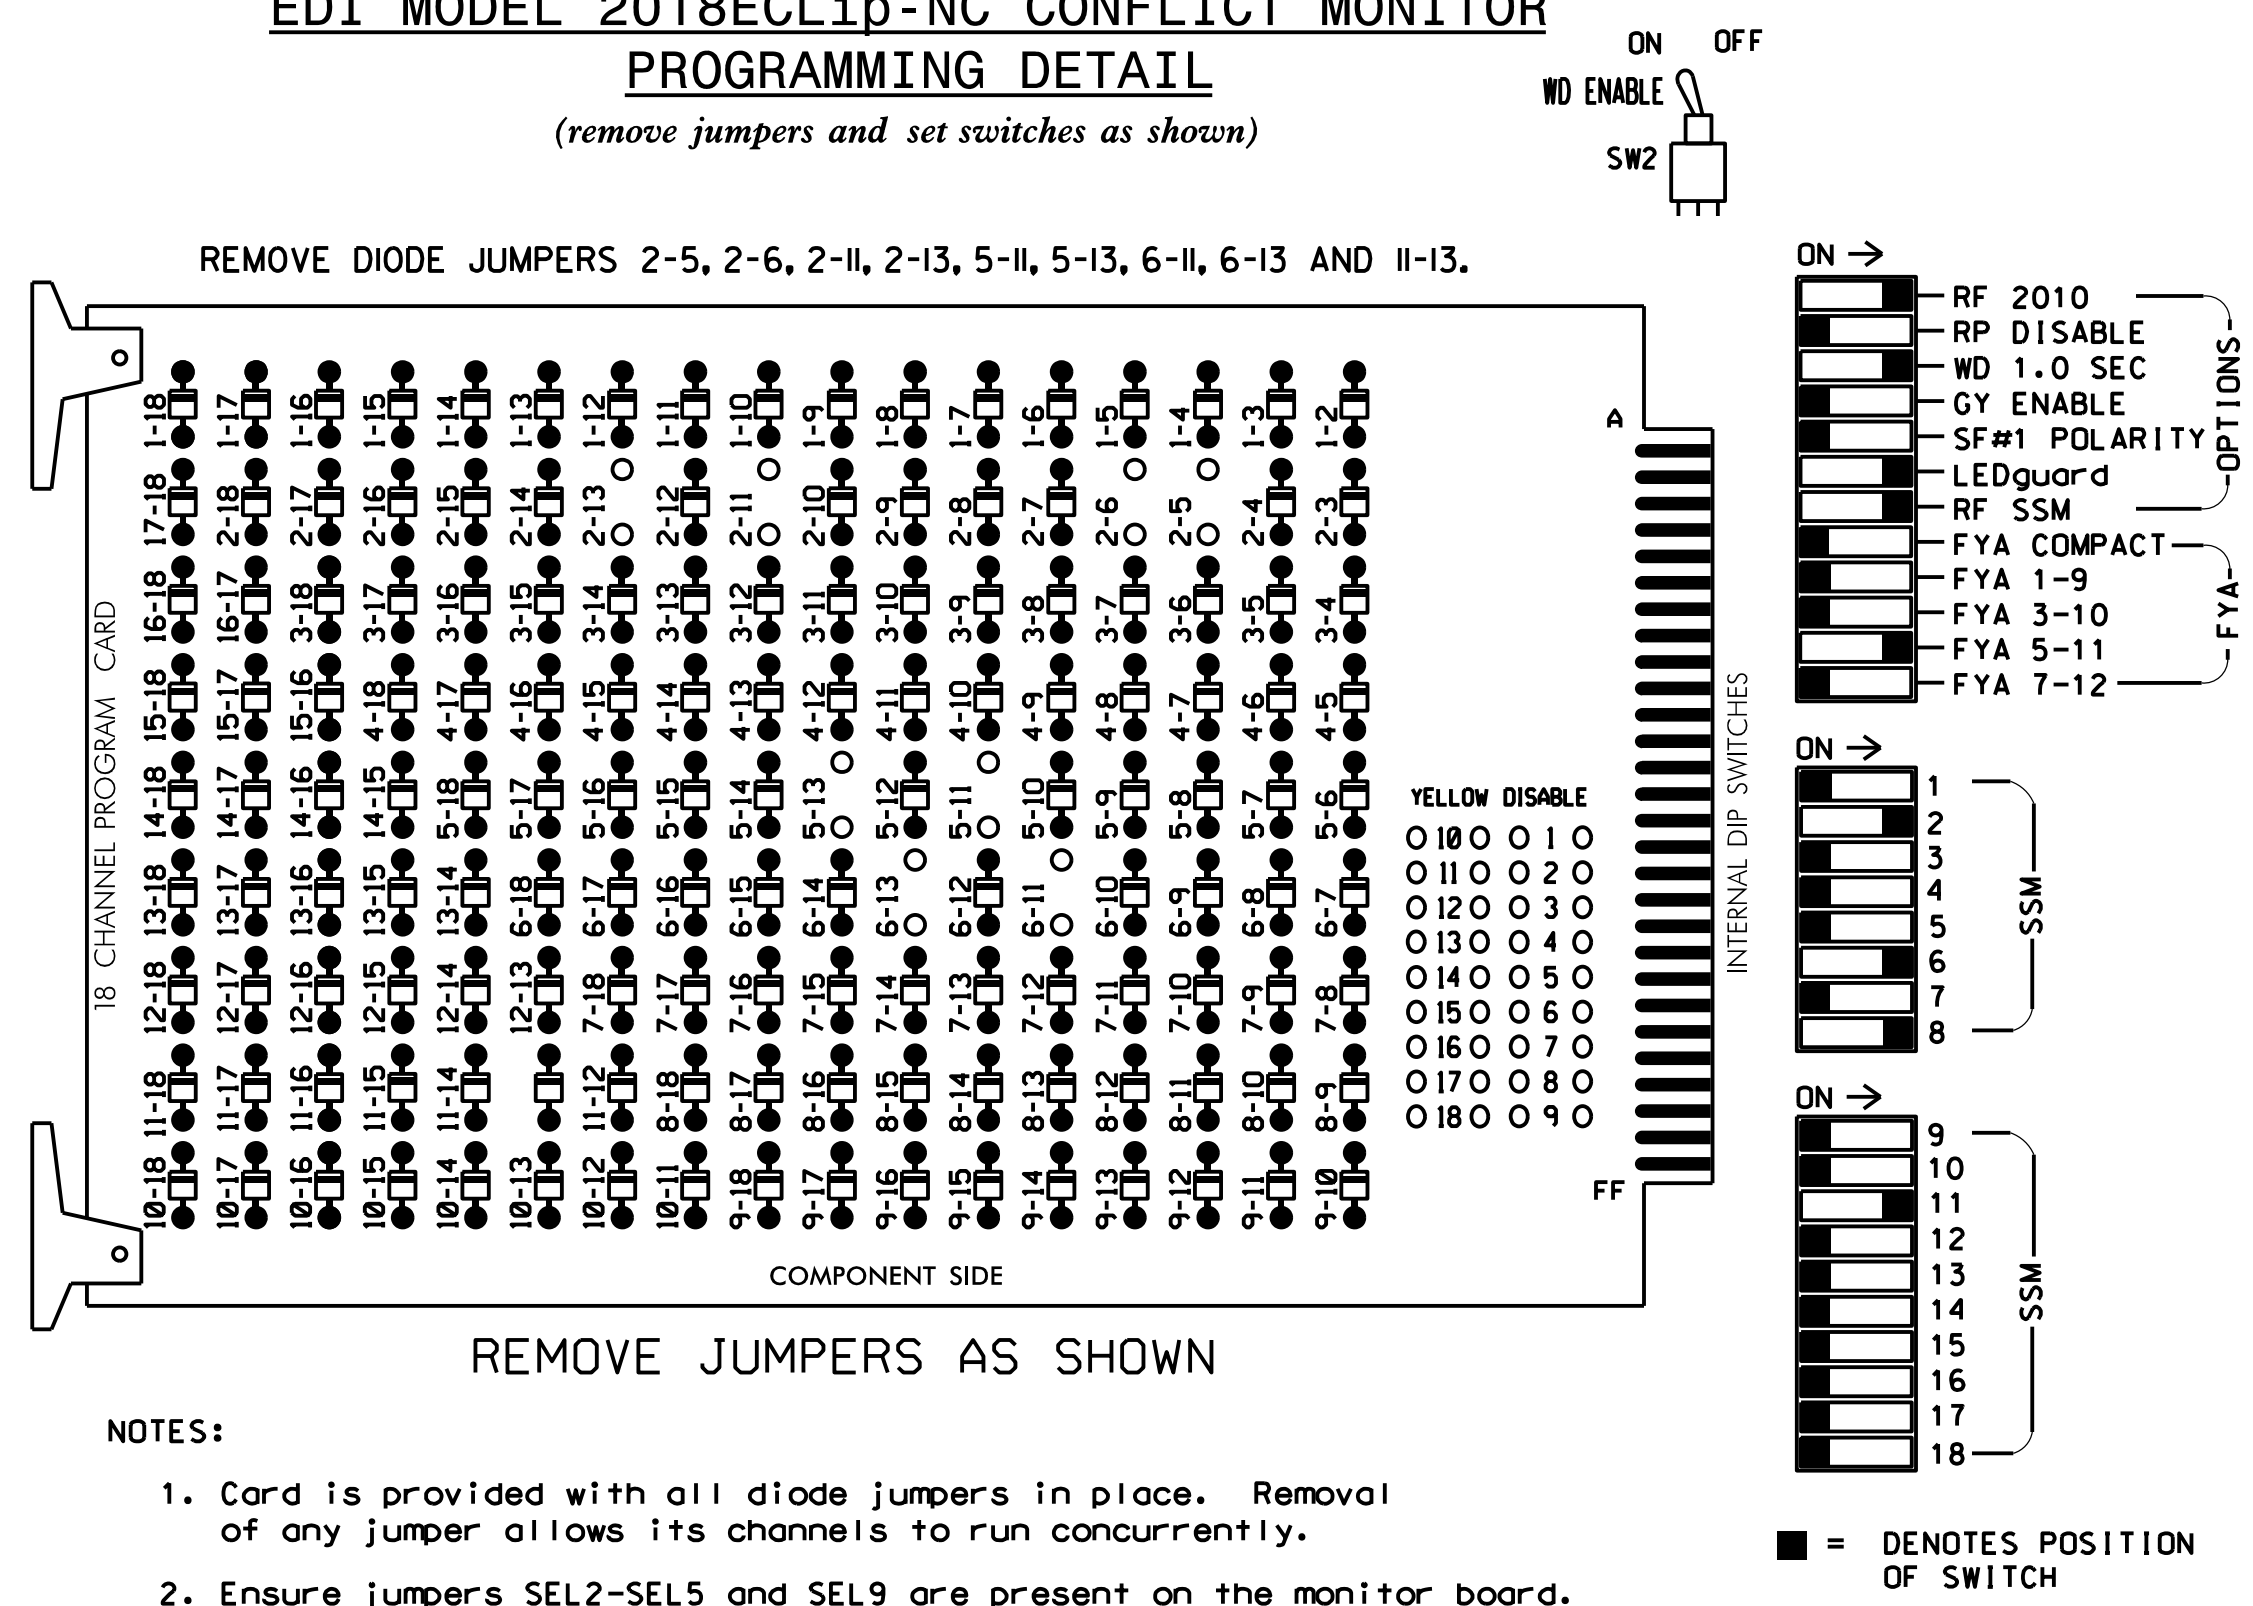 EDI MODEL 2018ECLip-NC CONFLICT MONITOR
PROGRAMMING DETAIL
(remove jumpers and set switches as shown)
ON OFF
WD ENABLE
SW2
REMOVE DIODE JUMPERS 2-5, 2-6, 2-11, 2-13, 5-11, 5-13, 6-11, 6-13 AND 11-13.
18 CHANNEL PROGRAM CARD
1-18 1-17 1-16 1-15 1-14 1-13 1-12 1-11 1-10 1-9 1-8 1-7 1-6 1-5 1-4 1-3 1-2
17-18 2-18 2-17 2-16 2-15 2-14 2-13 2-12 2-11 2-10 2-9 2-8 2-7 2-6 2-5 2-4 2-3
16-18 16-17 3-18 3-17 3-16 3-15 3-14 3-13 3-12 3-11 3-10 3-9 3-8 3-7 3-6 3-5 3-4
15-18 15-17 15-16 4-18 4-17 4-16 4-15 4-14 4-13 4-12 4-11 4-10 4-9 4-8 4-7 4-6 4-5
14-18 14-17 14-16 14-15 5-18 5-17 5-16 5-15 5-14 5-13 5-12 5-11 5-10 5-9 5-8 5-7 5-6
13-18 13-17 13-16 13-15 13-14 6-18 6-17 6-16 6-15 6-14 6-13 6-12 6-11 6-10 6-9 6-8 6-7
12-18 12-17 12-16 12-15 12-14 12-13 7-18 7-17 7-16 7-15 7-14 7-13 7-12 7-11 7-10 7-9 7-8
11-18 11-17 11-16 11-15 11-14 11-12 8-18 8-17 8-16 8-15 8-14 8-13 8-12 8-11 8-10 8-9
10-18 10-17 10-16 10-15 10-14 10-13 10-12 10-11 9-18 9-17 9-16 9-15 9-14 9-13 9-12 9-11 9-10
A
FF
YELLOW DISABLE
10 1
11 2
12 3
13 4
14 5
15 6
16 7
17 8
18 9
COMPONENT SIDE
INTERNAL DIP SWITCHES
ON
RF 2010
RP DISABLE
WD 1.0 SEC
GY ENABLE
SF#1 POLARITY
LEDguard
RF SSM
OPTIONS
FYA COMPACT
FYA 1-9
FYA 3-10
FYA 5-11
FYA 7-12
FYA
ON
1
2
3
4
5
6
7
8
SSM
ON
9
10
11
12
13
14
15
16
17
18
SSM
REMOVE JUMPERS AS SHOWN
NOTES:
1. Card is provided with all diode jumpers in place. Removal
of any jumper allows its channels to run concurrently.
2. Ensure jumpers SEL2-SEL5 and SEL9 are present on the monitor board.
= DENOTES POSITION
OF SWITCH